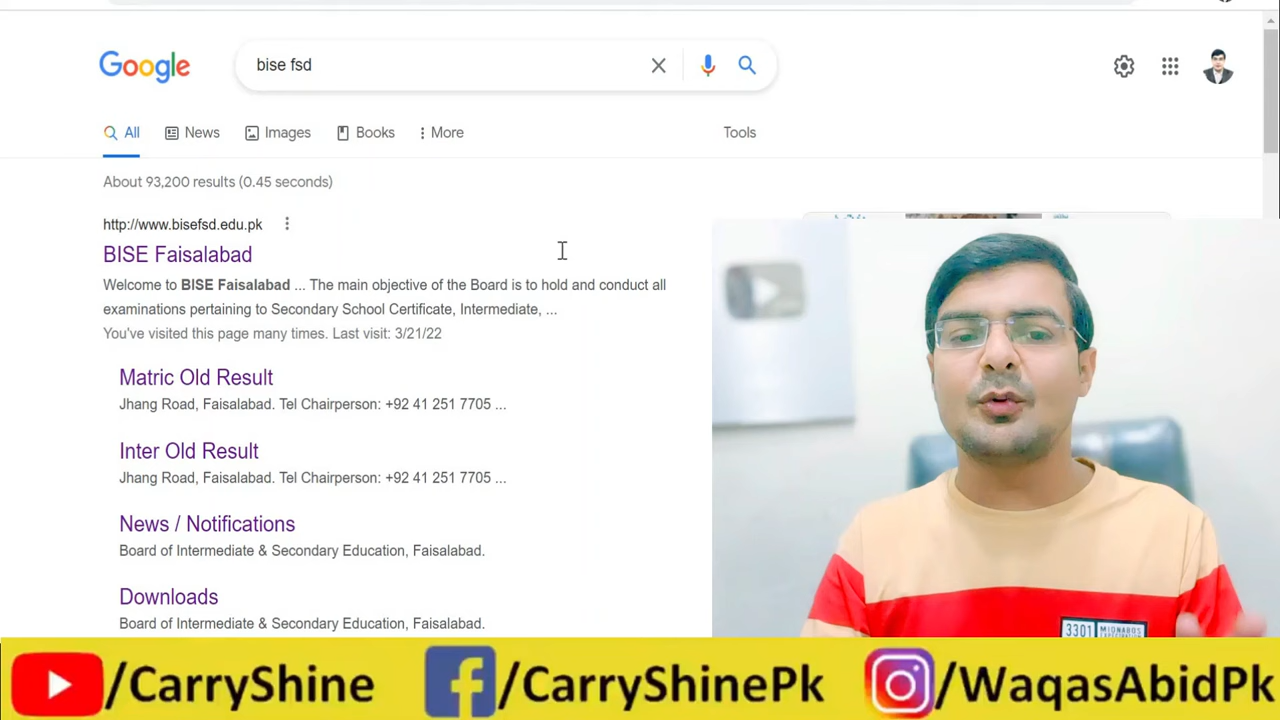 Google
bise fsd
All News Images Books More Tools
About 93,200 results (0.45 seconds)
http://www.bisefsd.edu.pk
BISE Faisalabad
Welcome to BISE Faisalabad ... The main objective of the Board is to hold and conduct all
examinations pertaining to Secondary School Certificate, Intermediate, ...
You've visited this page many times. Last visit: 3/21/22
Matric Old Result
Jhang Road, Faisalabad. Tel Chairperson: +92 41 251 7705 ...
Inter Old Result
Jhang Road, Faisalabad. Tel Chairperson: +92 41 251 7705 ...
News / Notifications
Board of Intermediate & Secondary Education, Faisalabad.
Downloads
Board of Intermediate & Secondary Education, Faisalabad.
3301
/CarryShine /CarryShinePk /WaqasAbidPk